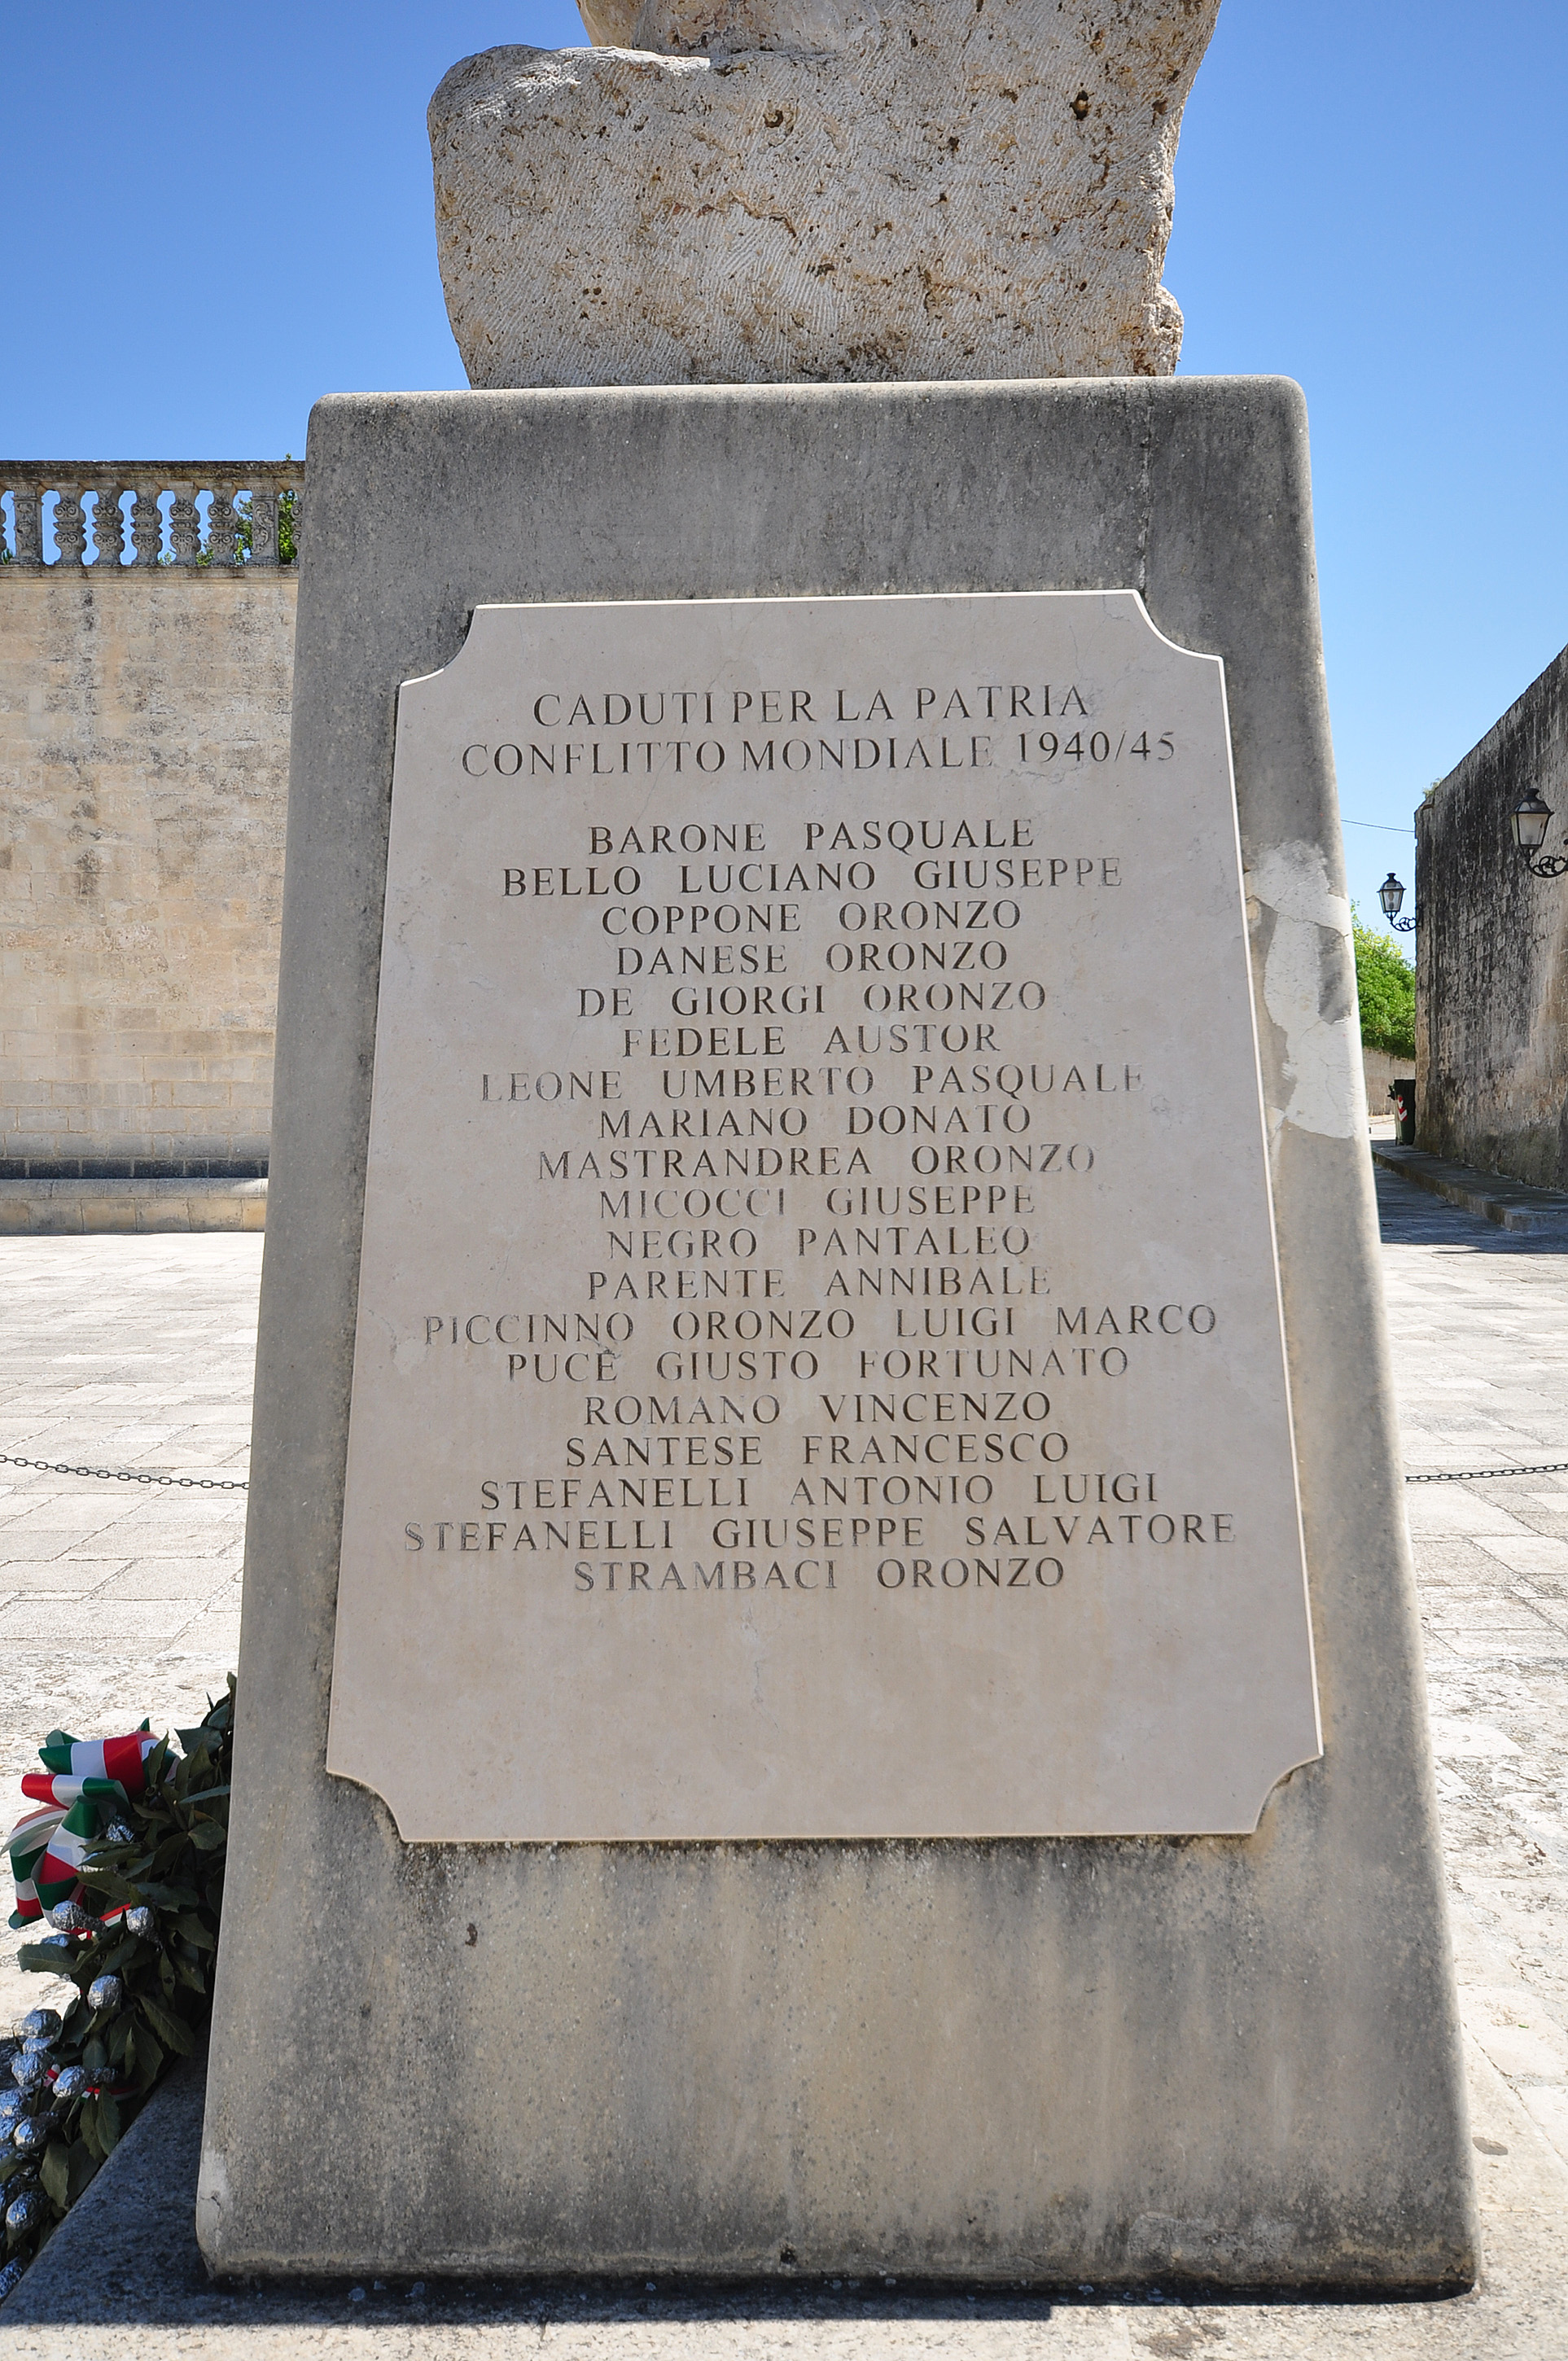 CADUTI PER LA PATRIA
CONFLITTO MONDIALE 1940/45
BARONE PASQUALE
BELLO LUCIANO GIUSEPPE
COPPONE ORONZO
DANESE ORONZO
DE GIORGI ORONZO
FEDELE AUSTOR
LEONE UMBERTO PASQUALE
MARIANO DONATO
MASTRANDREA ORONZO
MICOCCI GIUSEPPE
NEGRO PANTALEO
PARENTE ANNIBALE
PICCINNO ORONZO LUIGI MARCO
PUCÈ GIUSTO FORTUNATO
ROMANO VINCENZO
SANTESE FRANCESCO
STEFANELLI ANTONIO LUIGI
STEFANELLI GIUSEPPE SALVATORE
STRAMBACI ORONZO